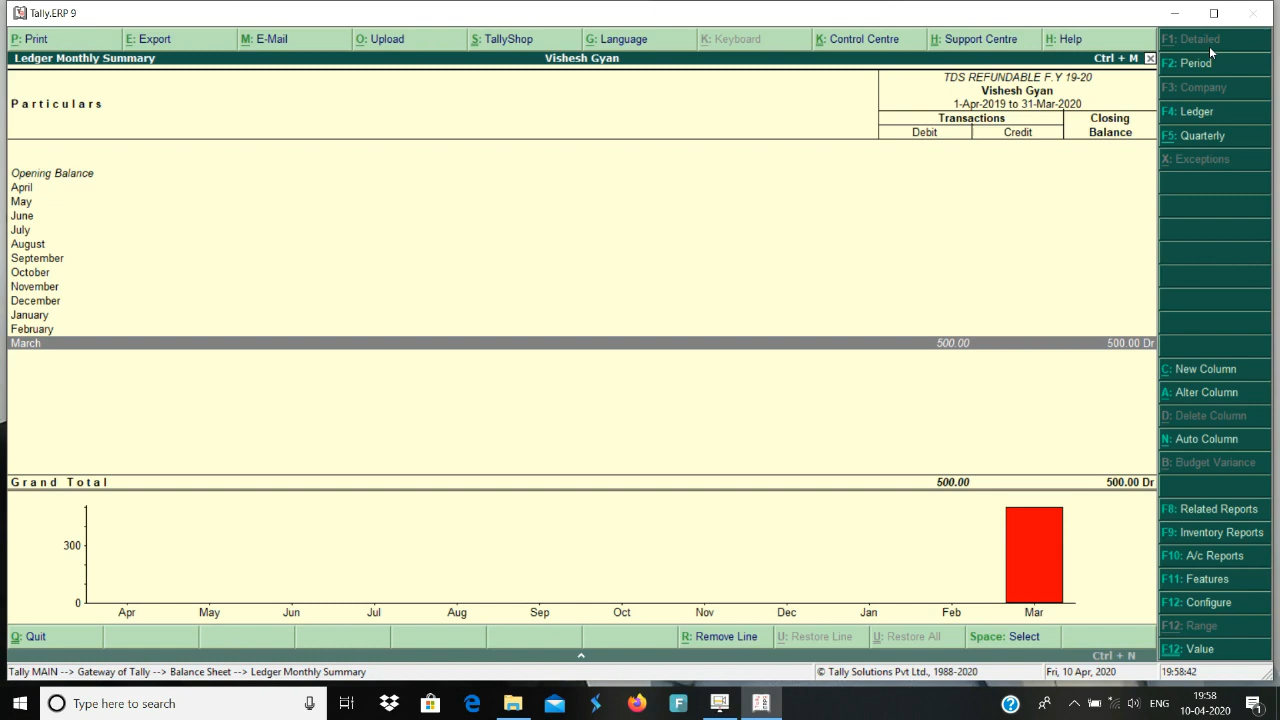 Tally.ERP 9
P: Print
E: Export
M: E-Mail
O: Upload
S: TallyShop
G: Language
K: Keyboard
K: Control Centre
H: Support Centre
H: Help
Ledger Monthly Summary
Vishesh Gyan
Ctrl + M
TDS REFUNDABLE F.Y 19-20
Vishesh Gyan
1-Apr-2019 to 31-Mar-2020
Particulars
Transactions
Closing
Debit
Credit
Balance
Opening Balance
April
May
June
July
August
September
October
November
December
January
February
March 500.00 500.00 Dr
Grand Total 500.00 500.00 Dr
300
0
Apr May Jun Jul Aug Sep Oct Nov Dec Jan Feb Mar
F1: Detailed
F2: Period
F3: Company
F4: Ledger
F5: Quarterly
X: Exceptions
C: New Column
A: Alter Column
D: Delete Column
N: Auto Column
B: Budget Variance
F8: Related Reports
F9: Inventory Reports
F10: A/c Reports
F11: Features
F12: Configure
F12: Range
F12: Value
Q: Quit
R: Remove Line
U: Restore Line
U: Restore All
Space: Select
Ctrl + N
Tally MAIN --> Gateway of Tally --> Balance Sheet --> Ledger Monthly Summary
© Tally Solutions Pvt Ltd., 1988-2020
Fri, 10 Apr, 2020
19:58:42
Type here to search
ENG
19:58
10-04-2020